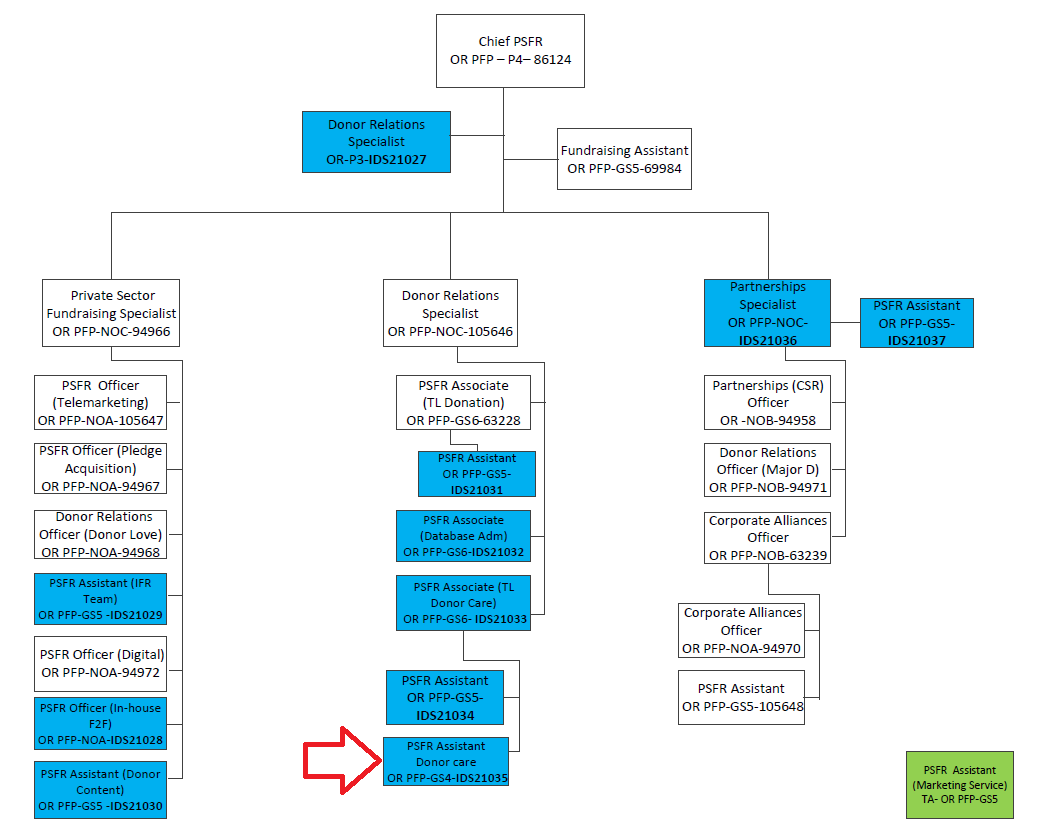 Chief PSFR
OR PFP – P4– 86124
Donor Relations
Specialist
OR-P3-IDS21027
Fundraising Assistant
OR PFP-GS5-69984
Private Sector
Fundraising Specialist
OR PFP-NOC-94966
PSFR  Officer
(Telemarketing)
OR PFP-NOA-105647
PSFR Officer (Pledge
Acquisition)
OR PFP-NOA-94967
Donor Relations
Officer (Donor Love)
OR PFP-NOA-94968
PSFR Assistant (IFR
Team)
OR PFP-GS5 -IDS21029
PSFR Officer (Digital)
OR PFP-NOA-94972
PSFR Officer (In-house
F2F)
OR PFP-NOA-IDS21028
PSFR Assistant (Donor
Content)
OR PFP-GS5 -IDS21030
Donor Relations
Specialist
OR PFP-NOC-105646
PSFR Associate
(TL Donation)
OR PFP-GS6-63228
PSFR Assistant
OR PFP-GS5-
IDS21031
PSFR Associate
(Database Adm)
OR PFP-GS6-IDS21032
PSFR Associate (TL
Donor Care)
OR PFP-GS6- IDS21033
PSFR Assistant
OR PFP-GS5-
IDS21034
PSFR Assistant
Donor care
OR PFP-GS4-IDS21035
Partnerships
Specialist
OR PFP-NOC-
IDS21036
PSFR Assistant
OR PFP-GS5-
IDS21037
Partnerships (CSR)
Officer
OR -NOB-94958
Donor Relations
Officer (Major D)
OR PFP-NOB-94971
Corporate Alliances
Officer
OR PFP-NOB-63239
Corporate Alliances
Officer
OR PFP-NOA-94970
PSFR Assistant
OR PFP-GS5-105648
PSFR  Assistant
(Marketing Service)
TA- OR PFP-GS5